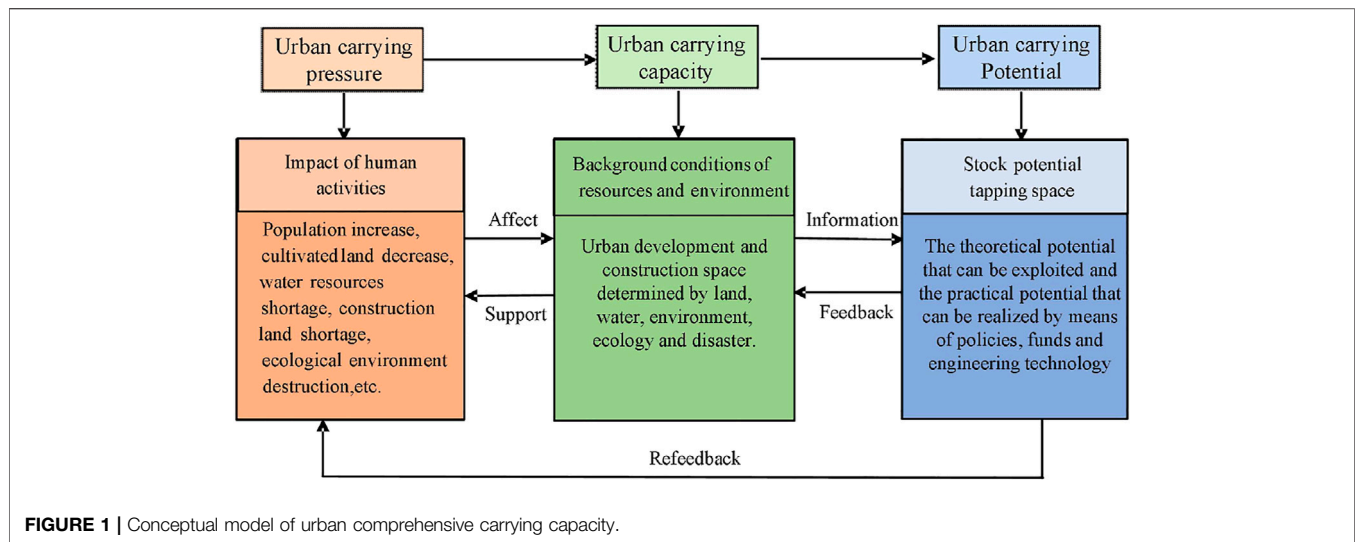 Urban carrying
pressure
Urban carrying
capacity
Urban carrying
Potential
Impact of human
activities
Population increase,
cultivated land decrease,
water resources
shortage, construction
land shortage,
ecological environment
destruction,etc.
Affect
Support
Background conditions of
resources and environment
Urban development and
construction space
determined by land,
water, environment,
ecology and disaster.
Information
Feedback
Stock potential
tapping space
The theoretical potential
that can be exploited and
the practical potential that
can be realized by means
of policies, funds and
engineering technology
Refeedback
FIGURE 1 | Conceptual model of urban comprehensive carrying capacity.